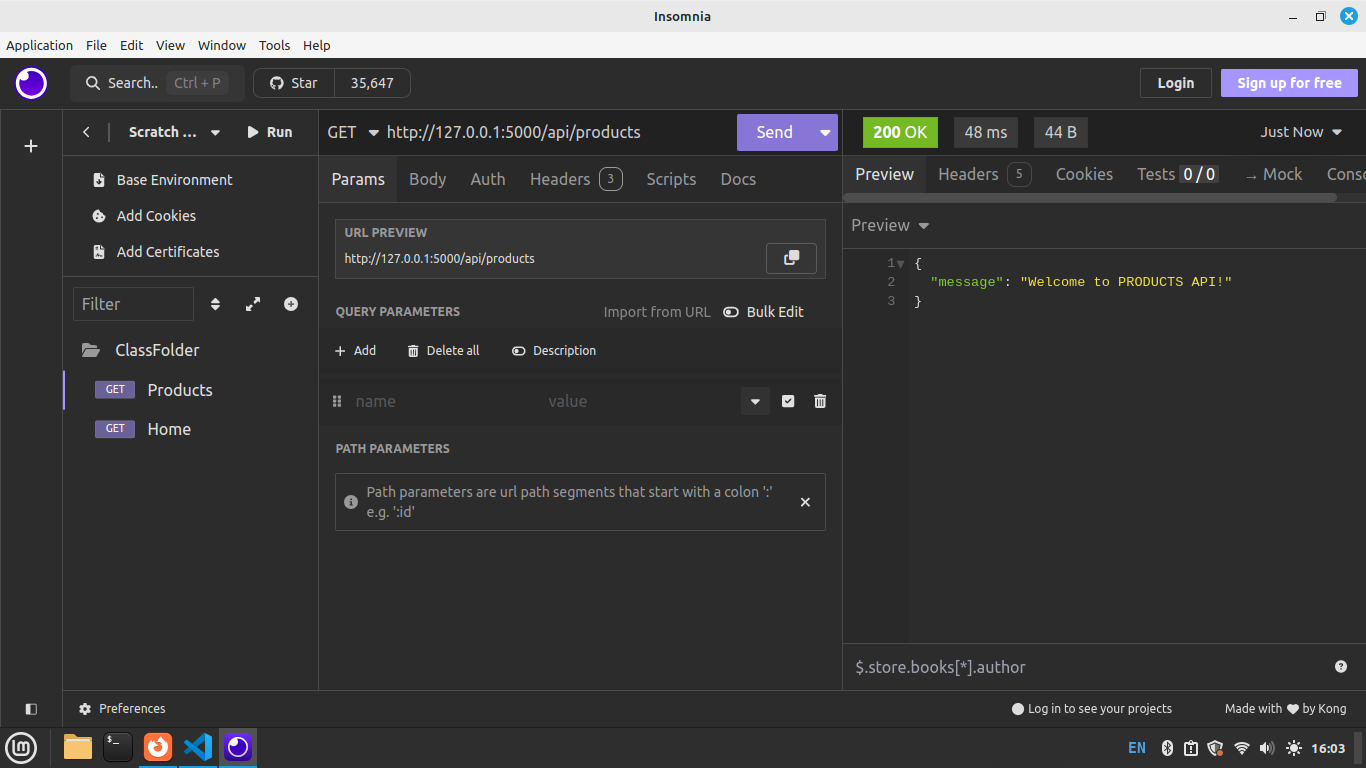 Insomnia
Application File Edit View Window Tools Help
Search.. Ctrl + P Star 35,647 Login Sign up for free
Scratch ... Run
Base Environment
Add Cookies
Add Certificates
Filter
ClassFolder
GET Products
GET Home
GET http://127.0.0.1:5000/api/products Send
Params Body Auth Headers 3 Scripts Docs
URL PREVIEW
http://127.0.0.1:5000/api/products
QUERY PARAMETERS Import from URL Bulk Edit
+ Add Delete all Description
name value
PATH PARAMETERS
Path parameters are url path segments that start with a colon ':'
e.g. ':id'
200 OK 48 ms 44 B Just Now
Preview Headers 5 Cookies Tests 0 / 0 → Mock Conso
Preview
1 {
2 "message": "Welcome to PRODUCTS API!"
3 }
$.store.books[*].author
Preferences Log in to see your projects Made with ❤ by Kong
EN 16:03